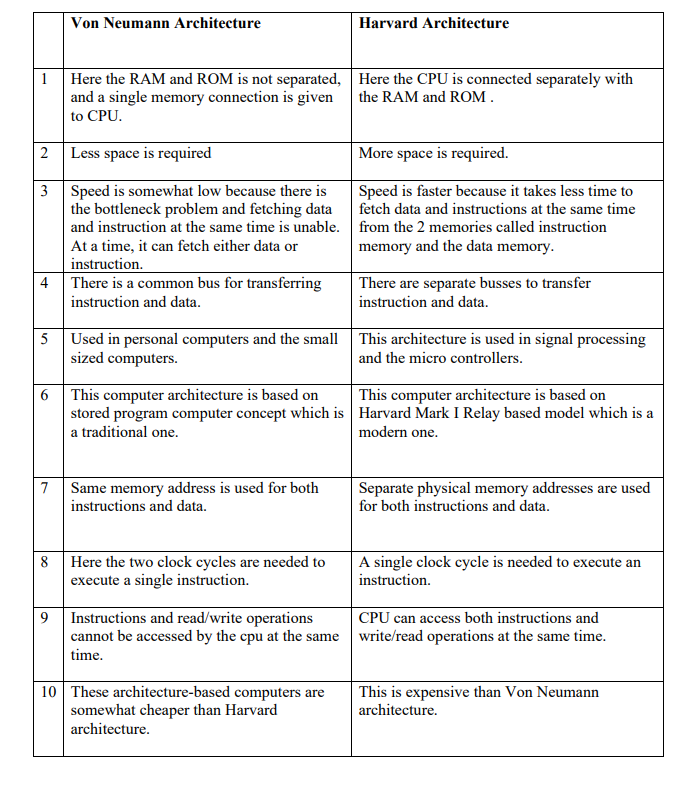 Von Neumann Architecture
Harvard Architecture
1
Here the RAM and ROM is not separated,
and a single memory connection is given
to CPU.
Here the CPU is connected separately with
the RAM and ROM .
2
Less space is required
More space is required.
3
Speed is somewhat low because there is
the bottleneck problem and fetching data
and instruction at the same time is unable.
At a time, it can fetch either data or
instruction.
Speed is faster because it takes less time to
fetch data and instructions at the same time
from the 2 memories called instruction
memory and the data memory.
4
There is a common bus for transferring
instruction and data.
There are separate busses to transfer
instruction and data.
5
Used in personal computers and the small
sized computers.
This architecture is used in signal processing
and the micro controllers.
6
This computer architecture is based on
stored program computer concept which is
a traditional one.
This computer architecture is based on
Harvard Mark I Relay based model which is a
modern one.
7
Same memory address is used for both
instructions and data.
Separate physical memory addresses are used
for both instructions and data.
8
Here the two clock cycles are needed to
execute a single instruction.
A single clock cycle is needed to execute an
instruction.
9
Instructions and read/write operations
cannot be accessed by the cpu at the same
time.
CPU can access both instructions and
write/read operations at the same time.
10
These architecture-based computers are
somewhat cheaper than Harvard
architecture.
This is expensive than Von Neumann
architecture.